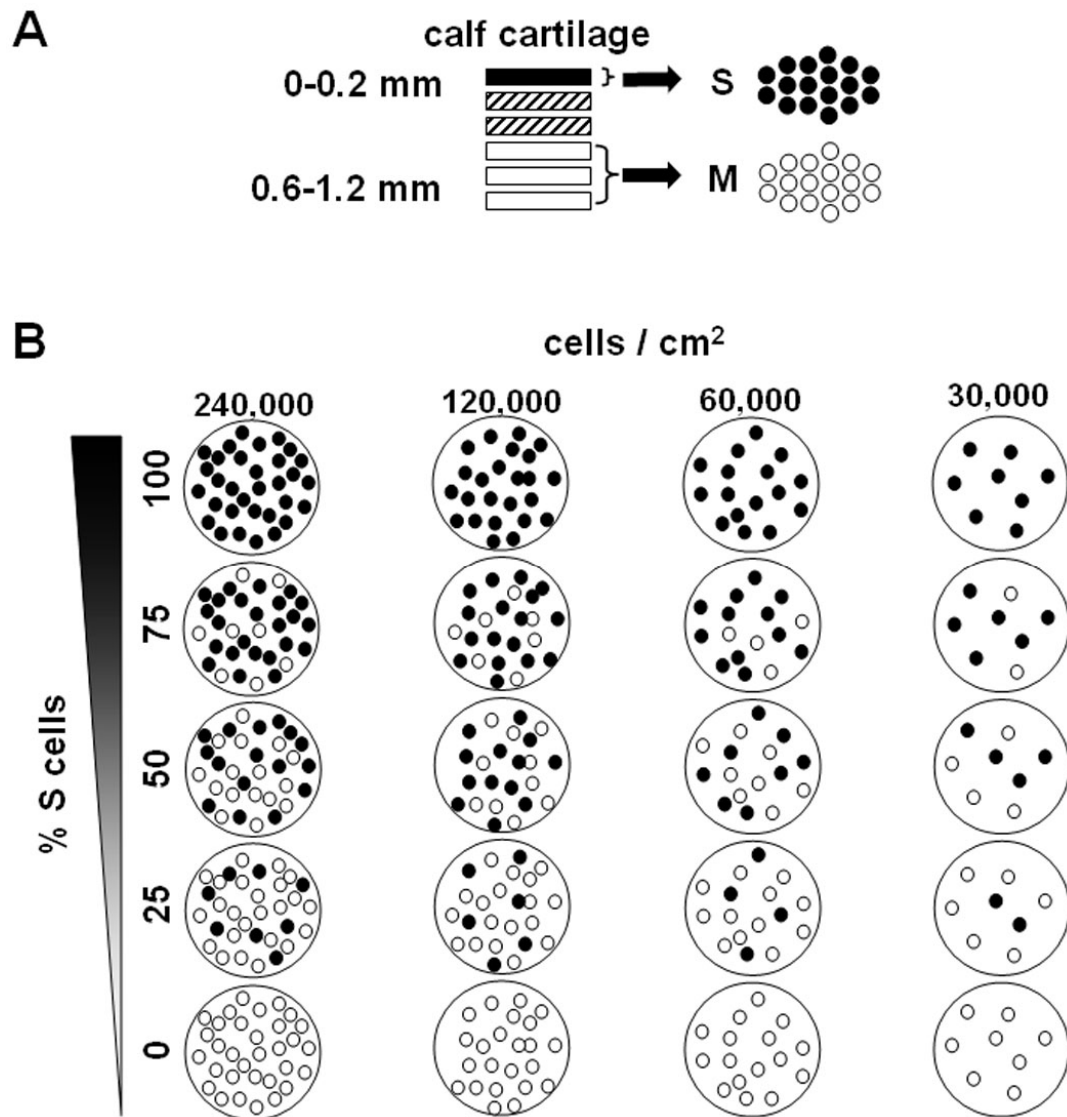 A
calf cartilage
0-0.2 mm
S
0.6-1.2 mm
M
B
cells / cm²
240,000 120,000 60,000 30,000
% S cells
100
75
50
25
0